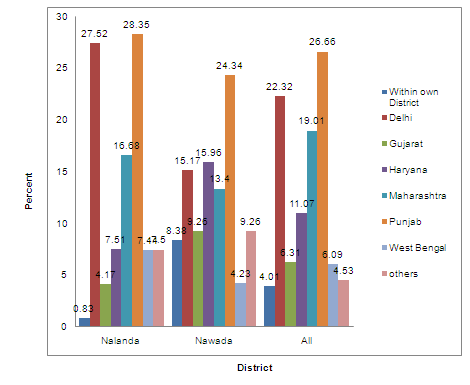 30
25
20
15
10
5
0
Percent
0.83
27.52
4.17
7.51
16.68
28.35
7.47
7.5
8.38
15.17
9.26
15.96
13.4
24.34
4.23
9.26
4.01
22.32
6.31
11.07
19.01
26.66
6.09
4.53
Nalanda
Nawada
All
District
Within own
District
Delhi
Gujarat
Haryana
Maharashtra
Punjab
West Bengal
others